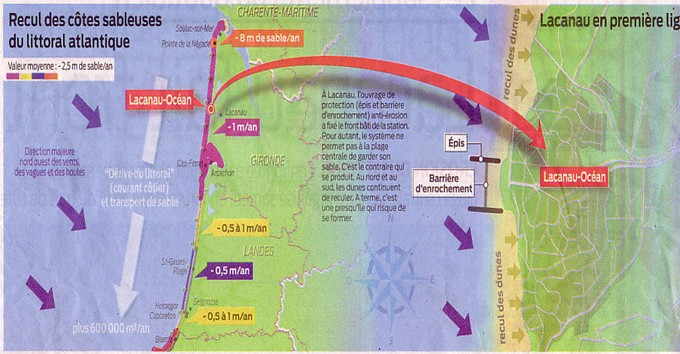 Recul des côtes sableuses
du littoral atlantique
Valeur moyenne : - 2,5 m de sable/an
CHARENTE-MARITIME
Soulac-sur-Mer
Pointe de la Négade
- 8 m de sable/an
Lacanau-Océan
Lacanau
- 1 m/an
Direction majeure
nord ouest des vents,
des vagues et des houles
"Dérive du littoral"
(courant côtier)
et transport de sable
Cap-Ferret
Arcachon
GIRONDE
- 0,5 à 1 m/an
LANDES
St-Girons-
Plage
- 0,5 m/an
Hossegor
Capbreton
Seignosse
- 0,5 à 1 m/an
plus 600 000 m³/an
Biarritz
À Lacanau, l'ouvrage de
protection (épis et barrière
d'enrochement) anti-érosion
a fixé le front bâti de la station.
Pour autant, le système ne
permet pas à la plage
centrale de garder son
sable. C'est le contraire qui
se produit. Au nord et au
sud, les dunes continuent
de reculer. A terme, c'est
une presqu'île qui risque de
se former.
N
E
S
Lacanau en première lig
recul des dunes
Épis
Barrière
d'enrochement
Lacanau-Océan
recul des dunes